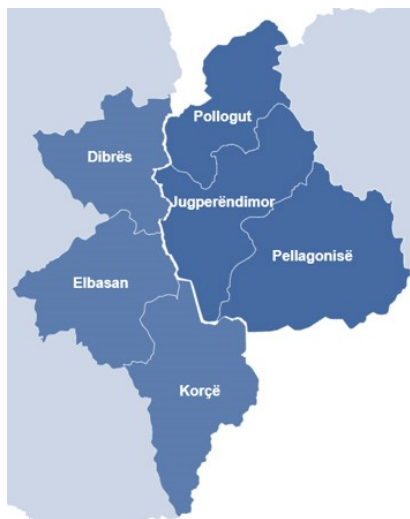 Pollogut
Dibrës
Jugperëndimor
Pellagonisë
Elbasan
Korçë